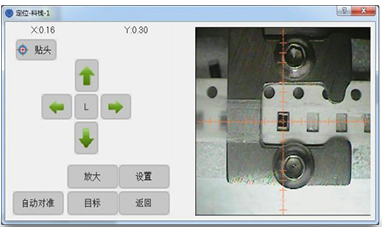 定位-料栈-1
X:0.16 Y:0.30
贴头
L
放大 设置
自动对准 目标 返回